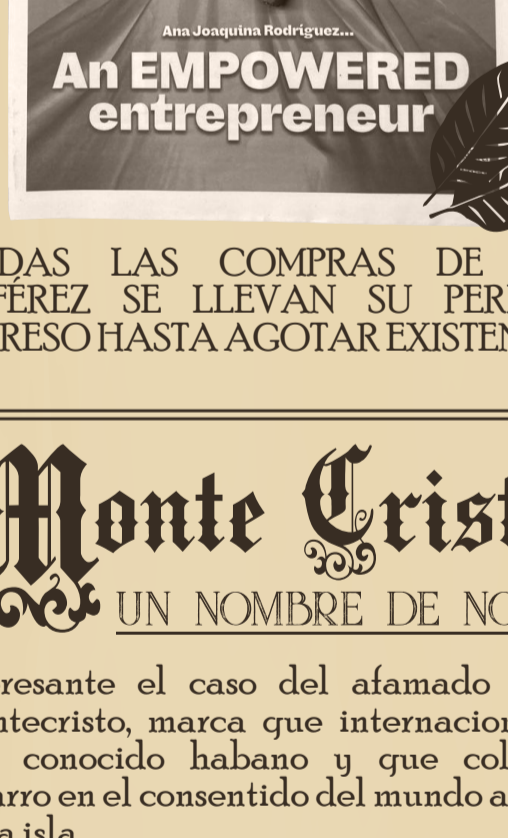 Ana Joaquina Rodríguez...
An EMPOWERED
entrepreneur
DAS LAS COMPRAS DE
FÉREZ SE LLEVAN SU PER
RESO HASTA AGOTAR EXISTEN
Monte Crist
UN NOMBRE DE NO
resante el caso del afamado
ntecristo, marca que internacion
conocido habano y que col
arro en el consentido del mundo a
a isla